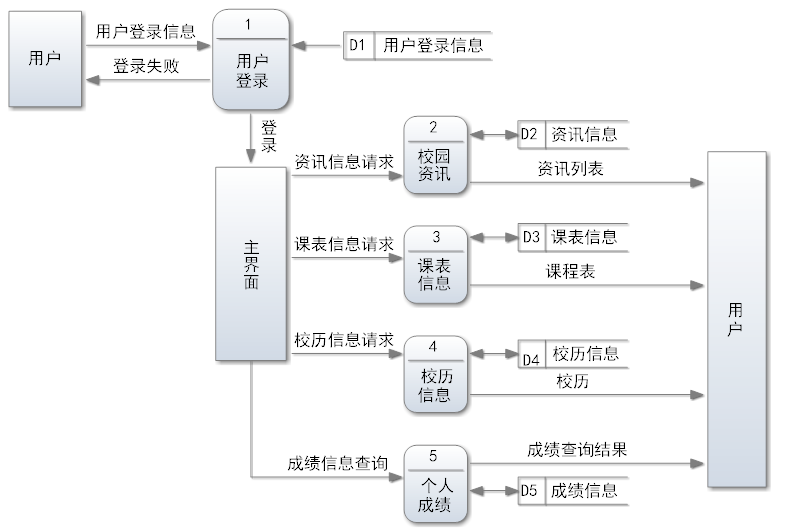 用户
用户登录信息
登录失败
1
用户
登录
D1 用户登录信息
登录
主界面
资讯信息请求
2
校园
资讯
D2 资讯信息
资讯列表
课表信息请求
3
课表
信息
D3 课表信息
课程表
校历信息请求
4
校历
信息
D4 校历信息
校历
成绩信息查询
5
个人
成绩
成绩查询结果
D5 成绩信息
用户